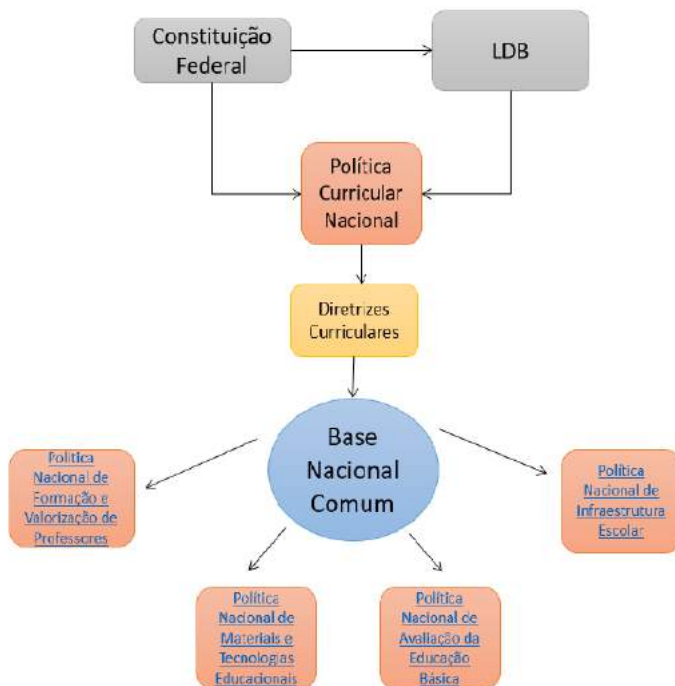 Constituição
Federal
LDB
Política
Curricular
Nacional
Diretrizes
Curriculares
Base
Nacional
Comum
Política
Nacional de
Formação e
Valorização de
Professores
Política
Nacional de
Infraestrutura
Escolar
Política
Nacional de
Materiais e
Tecnologias
Educacionais
Política
Nacional de
Avaliação da
Educação
Básica